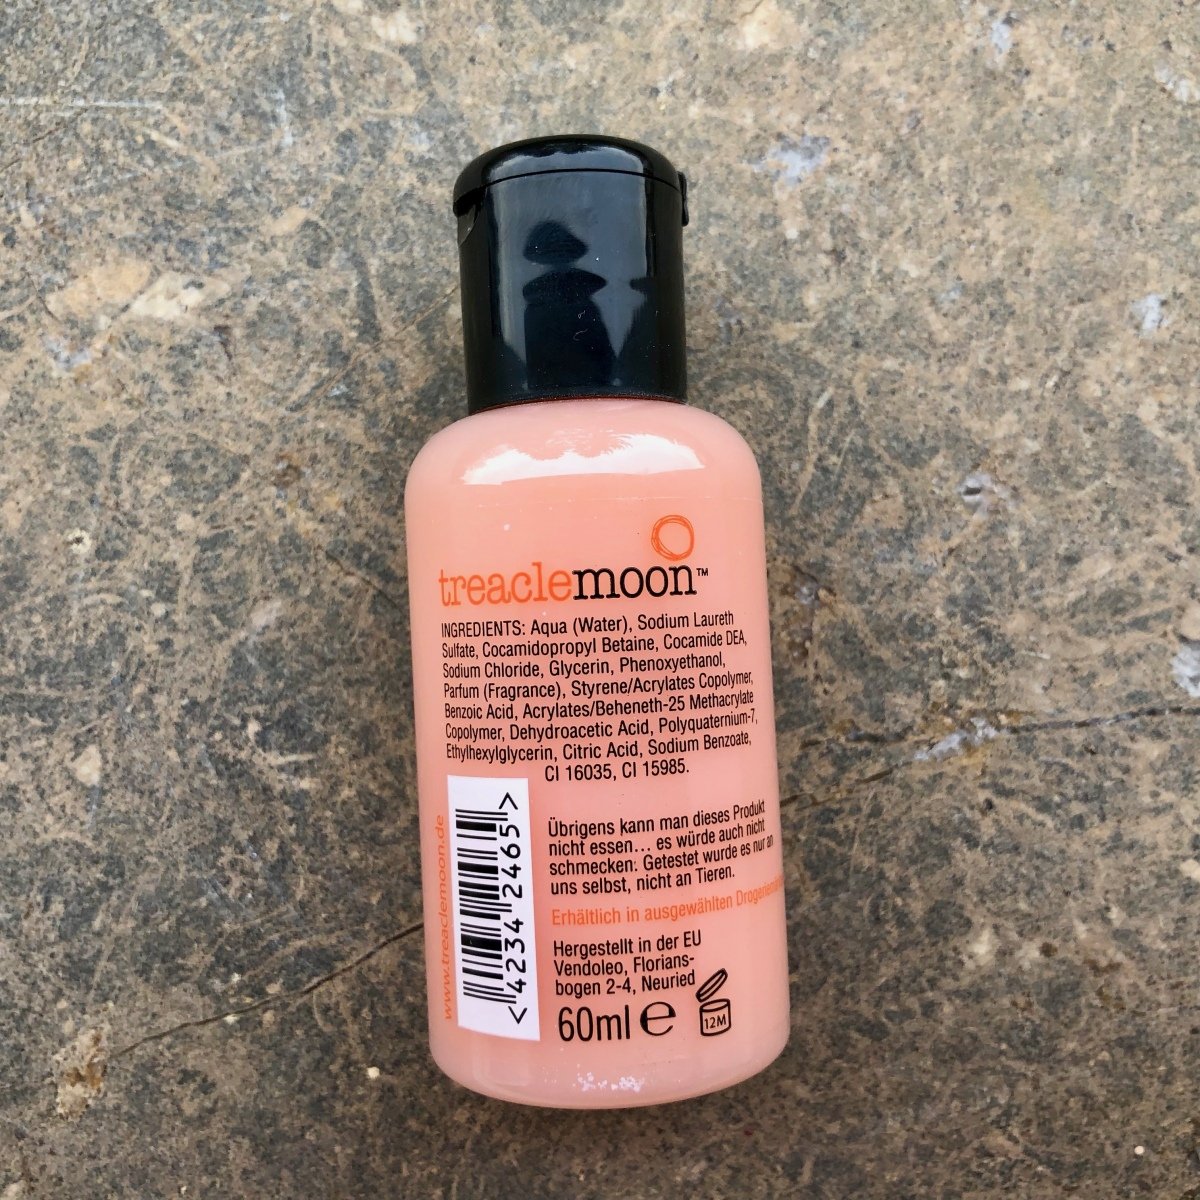 treaclemoon™
INGREDIENTS: Aqua (Water), Sodium Laureth
Sulfate, Cocamidopropyl Betaine, Cocamide DEA,
Sodium Chloride, Glycerin, Phenoxyethanol,
Parfum (Fragrance), Styrene/Acrylates Copolymer,
Benzoic Acid, Acrylates/Beheneth-25 Methacrylate
Copolymer, Dehydroacetic Acid, Polyquaternium-7,
Ethylhexylglycerin, Citric Acid, Sodium Benzoate,
CI 16035, CI 15985.
www.treaclemoon.de
<42342465>
Übrigens kann man dieses Produkt
nicht essen... es würde auch nicht
schmecken. Getestet wurde es nur an
uns selbst, nicht an Tieren.
Erhältlich in ausgewählten
Hergestellt in der EU
Vendoleo, Florians-
bogen 2-4, Neuried
60ml e
12M